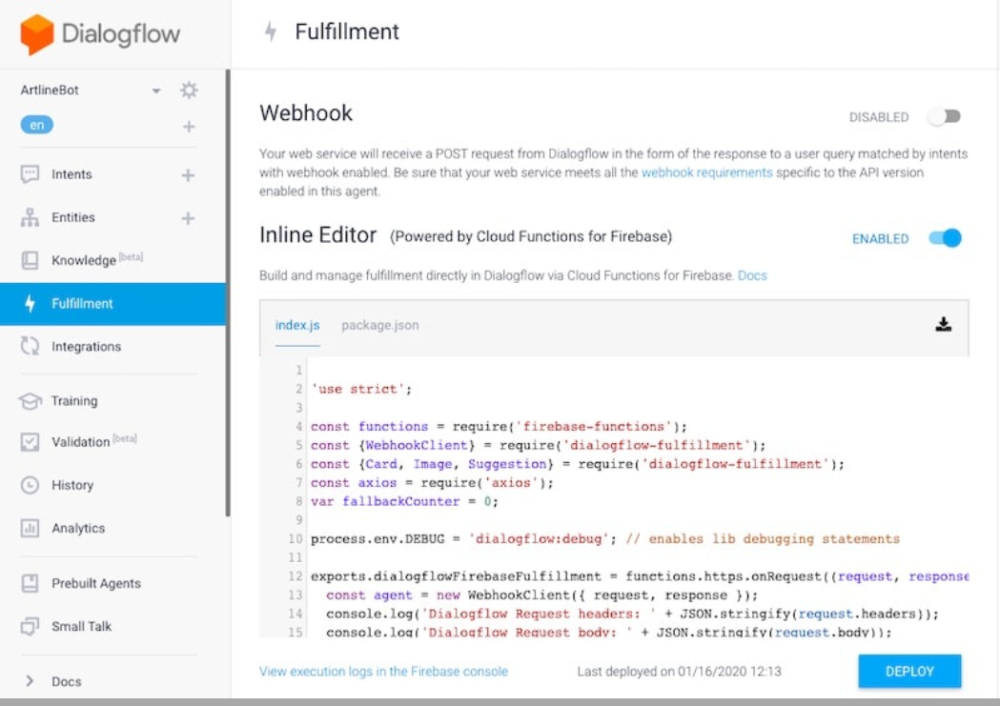 Dialogflow
ArtlineBot
en
Intents
Entities
Knowledge [beta]
Fulfillment
Integrations
Training
Validation [beta]
History
Analytics
Prebuilt Agents
Small Talk
Docs
Fulfillment
Webhook
DISABLED
Your web service will receive a POST request from Dialogflow in the form of the response to a user query matched by intents
with webhook enabled. Be sure that your web service meets all the webhook requirements specific to the API version
enabled in this agent.
Inline Editor (Powered by Cloud Functions for Firebase)
ENABLED
Build and manage fulfillment directly in Dialogflow via Cloud Functions for Firebase. Docs
index.js package.json
1
2 'use strict';
3
4 const functions = require('firebase-functions');
5 const {WebhookClient} = require('dialogflow-fulfillment');
6 const {Card, Image, Suggestion} = require('dialogflow-fulfillment');
7 const axios = require('axios');
8 var fallbackCounter = 0;
9
10 process.env.DEBUG = 'dialogflow:debug'; // enables lib debugging statements
11
12 exports.dialogflowFirebaseFulfillment = functions.https.onRequest((request, response
13 const agent = new WebhookClient({ request, response });
14 console.log('Dialogflow Request headers: ' + JSON.stringify(request.headers));
15 console.log('Dialogflow Request body: ' + JSON.stringify(request.body));
View execution logs in the Firebase console
Last deployed on 01/16/2020 12:13
DEPLOY